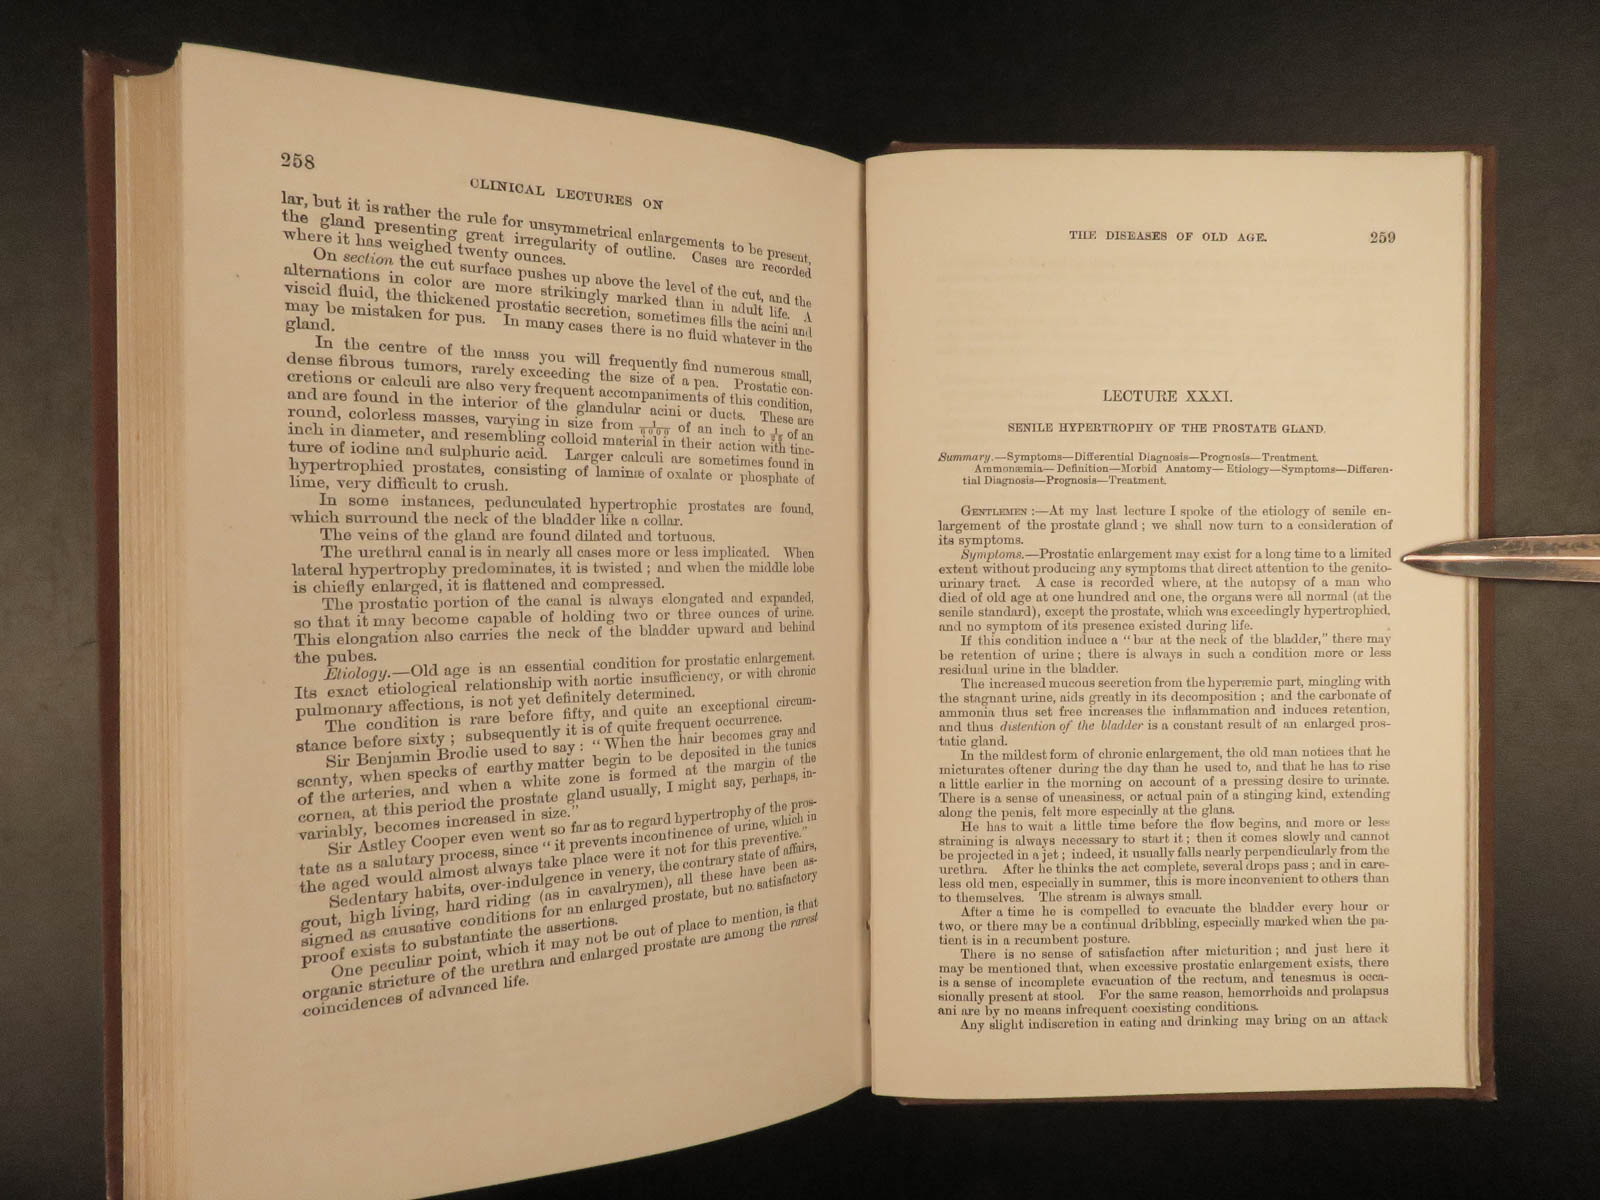 258
CLINICAL LECTURES ON
lar, but it is rather the rule for unsymmetrical enlargements to be present,
the gland presenting great irregularity of outline. Cases are recorded
where it has weighed twenty ounces.
On section the cut surface pushes up above the level of the cut, and the
alternations in color are more strikingly marked than in adult life. A
viscid fluid, the thickened prostatic secretion, sometimes fills the acini and
may be mistaken for pus. In many cases there is no fluid whatever in the
gland.
In the centre of the mass you will frequently find numerous small,
dense fibrous tumors, rarely exceeding the size of a pea. Prostatic con-
cretions or calculi are also very frequent accompaniments of this condition,
and are found in the interior of the glandular acini or ducts. These are
round, colorless masses, varying in size from of an inch to of an
inch in diameter, and resembling colloid material in their action with tinc-
ture of iodine and sulphuric acid. Larger calculi are sometimes found in
hypertrophied prostates, consisting of laminæ of oxalate or phosphate of
lime, very difficult to crush.
In some instances, pedunculated hypertrophic prostates are found,
which surround the neck of the bladder like a collar.
The veins of the gland are found dilated and tortuous.
The urethral canal is in nearly all cases more or less implicated. When
lateral hypertrophy predominates, it is twisted ; and when the middle lobe
is chiefly enlarged, it is flattened and compressed.
The prostatic portion of the canal is always elongated and expanded,
so that it may become capable of holding two or three ounces of urine.
This elongation also carries the neck of the bladder upward and behind
the pubes.
Etiology.—Old age is an essential condition for prostatic enlargement.
Its exact etiological relationship with aortic insufficiency, or with chronic
pulmonary affections, is not yet definitely determined.
The condition is rare before fifty, and quite an exceptional circum-
stance before sixty ; subsequently it is of quite frequent occurrence.
Sir Benjamin Brodie used to say : “ When the hair becomes gray and
scanty, when specks of earthy matter begin to be deposited in the tunics
of the arteries, and when a white zone is formed at the margin of the
cornea, at this period the prostate gland usually, I might say, perhaps, in-
variably, becomes increased in size.”
Sir Astley Cooper even went so far as to regard hypertrophy of the pros-
tate as a salutary process, since “ it prevents incontinence of urine, which in
the aged would almost always take place were it not for this preventive.”
Sedentary habits, over-indulgence in venery, the contrary state of affairs,
gout, high living, hard riding (as in cavalrymen), all these have been as-
signed as causative conditions for an enlarged prostate, but no satisfactory
proof exists to substantiate the assertions.
One peculiar point, which it may not be out of place to mention, is that
organic stricture of the urethra and enlarged prostate are among the rarest
coincidences of advanced life.
THE DISEASES OF OLD AGE.
259
LECTURE XXXI.
SENILE HYPERTROPHY OF THE PROSTATE GLAND.
Summary.—Symptoms—Differential Diagnosis—Prognosis—Treatment.
Ammonæmia—Definition—Morbid Anatomy—Etiology—Symptoms—Differen-
tial Diagnosis—Prognosis—Treatment.
GENTLEMEN :—At my last lecture I spoke of the etiology of senile en-
largement of the prostate gland ; we shall now turn to a consideration of
its symptoms.
Symptoms.—Prostatic enlargement may exist for a long time to a limited
extent without producing any symptoms that direct attention to the genito-
urinary tract. A case is recorded where, at the autopsy of a man who
died of old age at one hundred and one, the organs were all normal (at the
senile standard), except the prostate, which was exceedingly hypertrophied,
and no symptom of its presence existed during life.
If this condition induce a “ bar at the neck of the bladder,” there may
be retention of urine ; there is always in such a condition more or less
residual urine in the bladder.
The increased mucous secretion from the hyperæmic part, mingling with
the stagnant urine, aids greatly in its decomposition ; and the carbonate of
ammonia thus set free increases the inflammation and induces retention,
and thus distention of the bladder is a constant result of an enlarged pros-
tatic gland.
In the mildest form of chronic enlargement, the old man notices that he
micturates oftener during the day than he used to, and that he has to rise
a little earlier in the morning on account of a pressing desire to urinate.
There is a sense of uneasiness, or actual pain of a stinging kind, extending
along the penis, felt more especially at the glans.
He has to wait a little time before the flow begins, and more or less
straining is always necessary to start it ; then it comes slowly and cannot
be projected in a jet ; indeed, it usually falls nearly perpendicularly from the
urethra. After he thinks the act complete, several drops pass ; and in care-
less old men, especially in summer, this is more inconvenient to others than
to themselves. The stream is always small.
After a time he is compelled to evacuate the bladder every hour or
two, or there may be a continual dribbling, especially marked when the pa-
tient is in a recumbent posture.
There is no sense of satisfaction after micturition ; and just here it
may be mentioned that, when excessive prostatic enlargement exists, there
is a sense of incomplete evacuation of the rectum, and tenesmus is occa-
sionally present at stool. For the same reason, hemorrhoids and prolapsus
ani are by no means infrequent coexisting conditions.
Any slight indiscretion in eating and drinking may bring on an attack